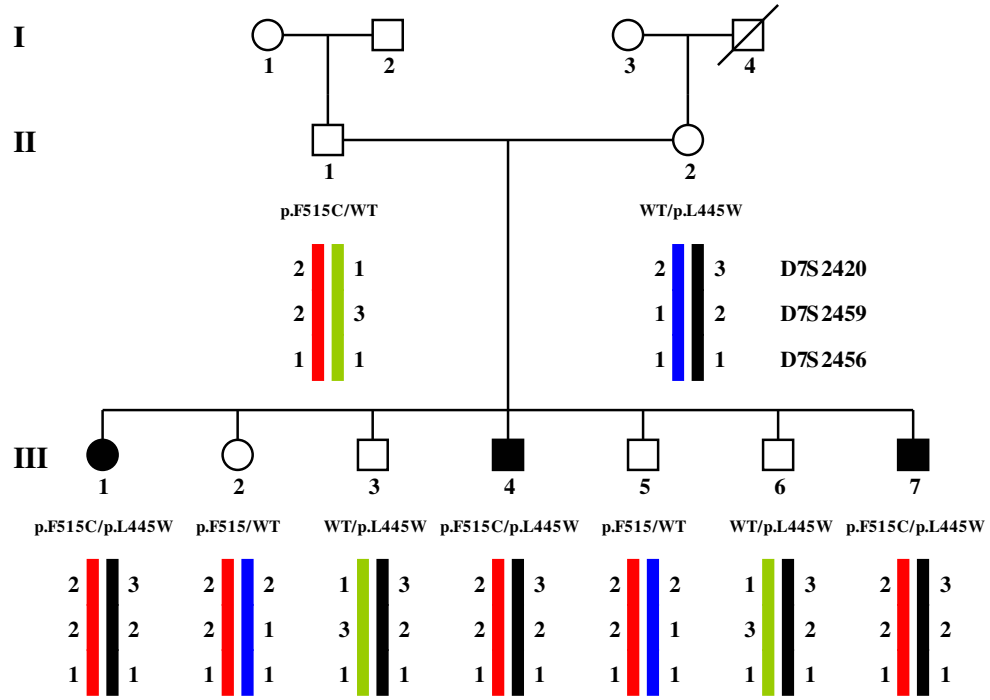 I
1 2 3 4
II
1 2
p.F515C/WT WT/p.L445W
2 1 2 3 D7S2420
2 3 1 2 D7S2459
1 1 1 1 D7S2456
III
1 2 3 4 5 6 7
p.F515C/p.L445W p.F515/WT WT/p.L445W p.F515C/p.L445W p.F515/WT WT/p.L445W p.F515C/p.L445W
2 3 2 2 1 3 2 3 2 2 1 3 2 3
2 2 2 1 3 2 2 2 2 1 3 2 2 2
1 1 1 1 1 1 1 1 1 1 1 1 1 1